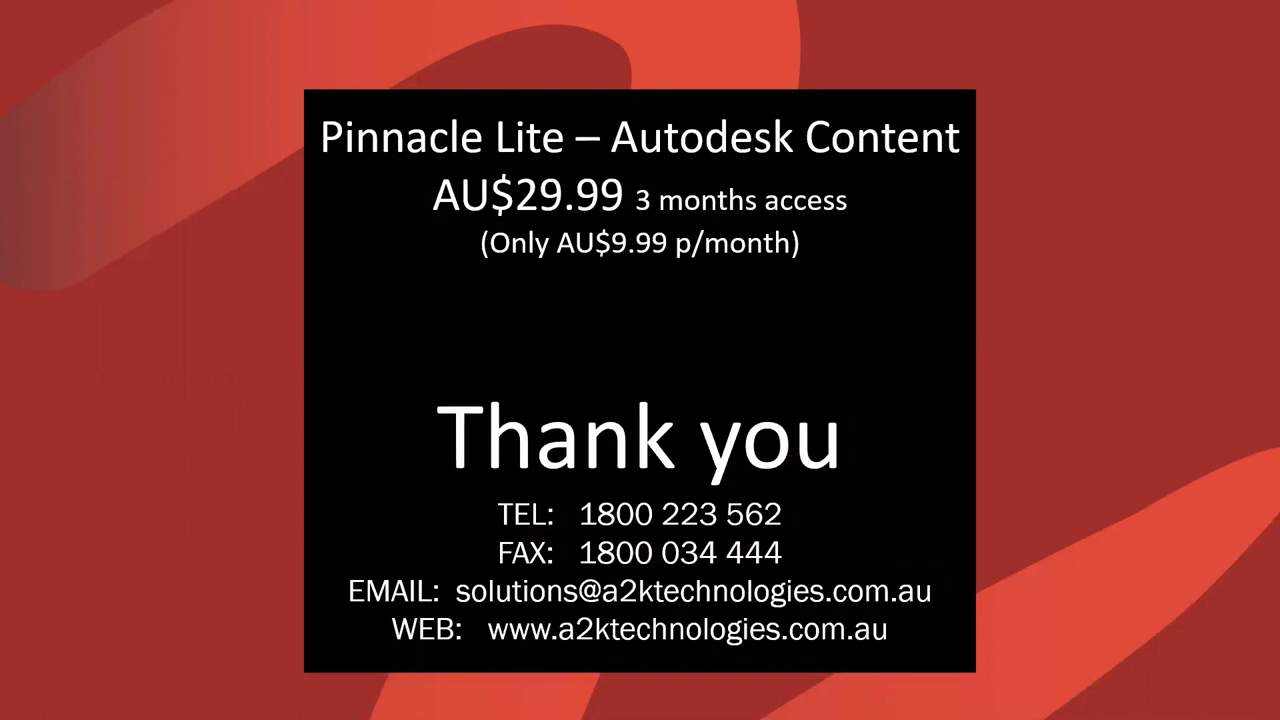 Pinnacle Lite – Autodesk Content
AU$29.99 3 months access
(Only AU$9.99 p/month)
Thank you
TEL: 1800 223 562
FAX: 1800 034 444
EMAIL: solutions@a2ktechnologies.com.au
WEB: www.a2ktechnologies.com.au